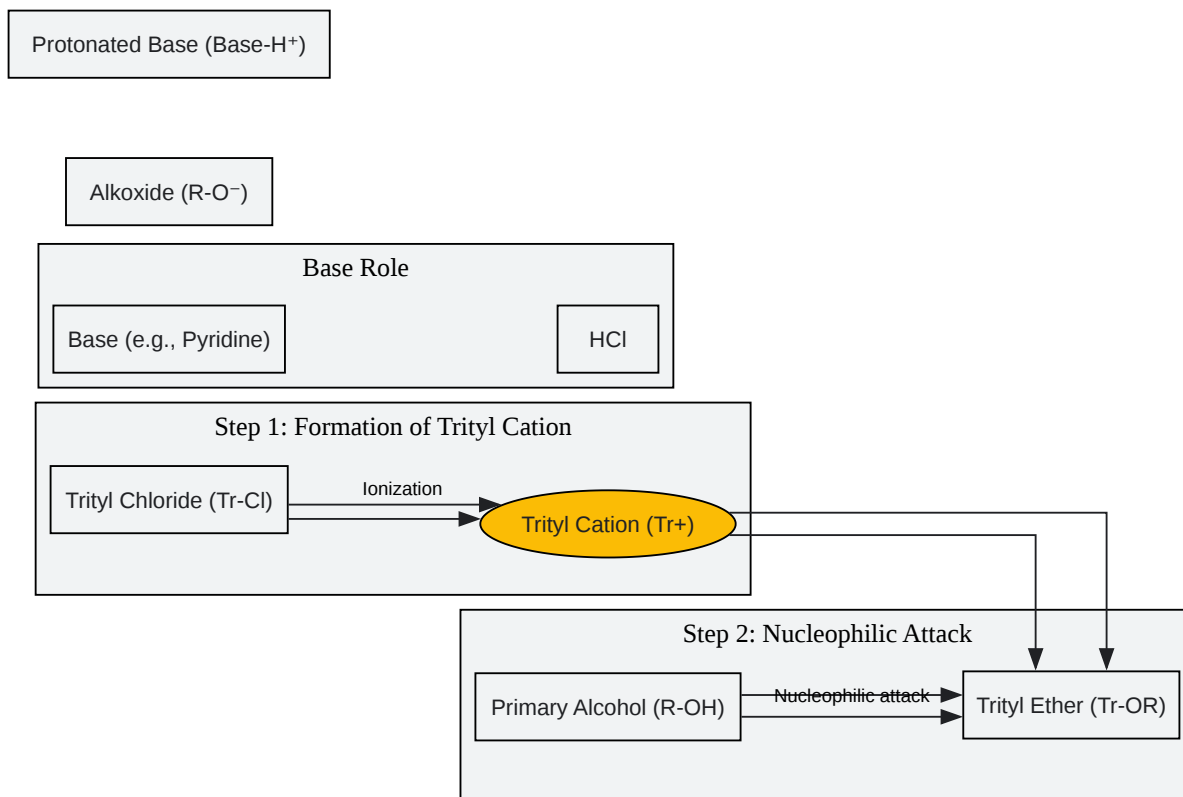 Protonated Base (Base-H⁺)
Alkoxide (R-O⁻)
Base Role
Base (e.g., Pyridine)
HCl
Step 1: Formation of Trityl Cation
Trityl Chloride (Tr-Cl)
Ionization
Trityl Cation (Tr+)
Step 2: Nucleophilic Attack
Primary Alcohol (R-OH)
Nucleophilic attack
Trityl Ether (Tr-OR)